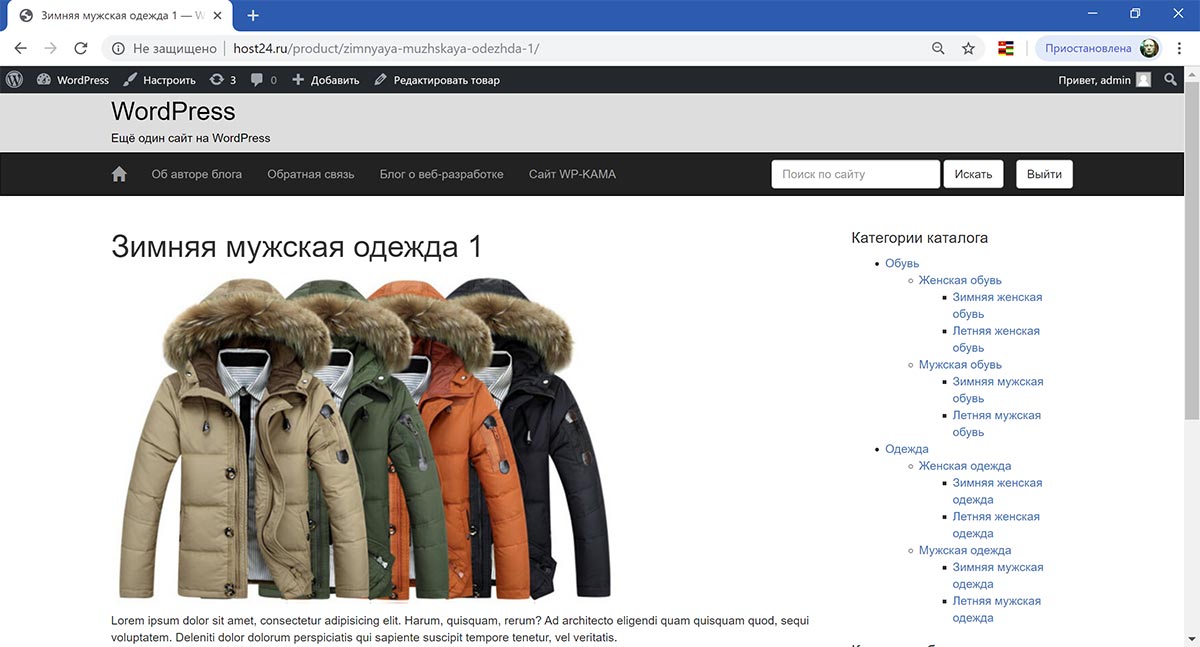 Зимняя мужская одежда 1 — W
Не защищено
host24.ru/product/zimnyaya-muzhskaya-odezhda-1/
Приостановлена
WordPress Настроить 3 0 Добавить Редактировать товар Привет, admin
WordPress
Ещё один сайт на WordPress
Об авторе блога Обратная связь Блог о веб-разработке Сайт WP-KAMA Поиск по сайту Искать Выйти
Зимняя мужская одежда 1
Lorem ipsum dolor sit amet, consectetur adipisicing elit. Harum, quisquam, rerum? Ad architecto eligendi quam quisquam quod, sequi
voluptatem. Deleniti dolor dolorum perspiciatis qui sapiente suscipit tempore tenetur, vel veritatis.
Категории каталога
Обувь
Женская обувь
Зимняя женская
обувь
Летняя женская
обувь
Мужская обувь
Зимняя мужская
обувь
Летняя мужская
обувь
Одежда
Женская одежда
Зимняя женская
одежда
Летняя женская
одежда
Мужская одежда
Зимняя мужская
одежда
Летняя мужская
одежда